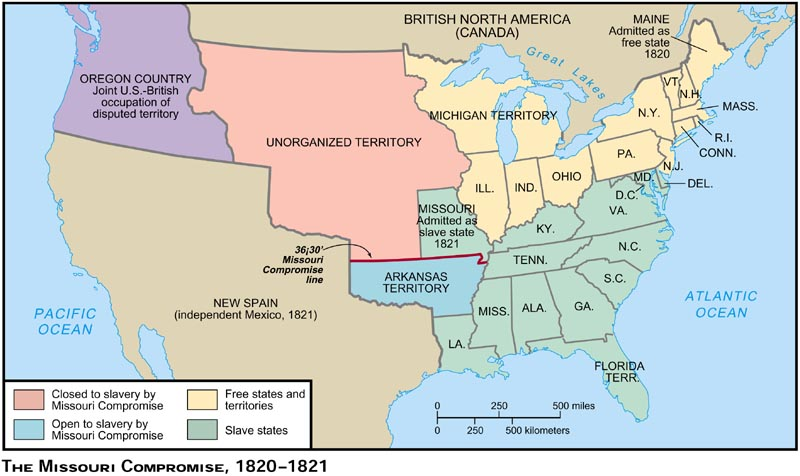 BRITISH NORTH AMERICA
(CANADA)
MAINE
Admitted as
free state
1820
OREGON COUNTRY
Joint U.S.-British
occupation of
disputed territory
Great Lakes
VT.
N.H.
MICHIGAN TERRITORY
N.Y.
MASS.
UNORGANIZED TERRITORY
R.I.
CONN.
PA.
N.J.
ILL.
IND.
OHIO
MD.
DEL.
D.C.
MISSOURI
Admitted as
slave state
1821
VA.
KY.
36¡30'
Missouri
Compromise
line
N.C.
TENN.
ARKANSAS
TERRITORY
S.C.
NEW SPAIN
(independent Mexico, 1821)
MISS.
ALA.
GA.
PACIFIC
OCEAN
ATLANTIC
OCEAN
LA.
FLORIDA
TERR.
Closed to slavery by
Missouri Compromise
Free states and
territories
Open to slavery by
Missouri Compromise
Slave states
0 250 500 miles
0 250 500 kilometers
THE MISSOURI COMPROMISE, 1820–1821